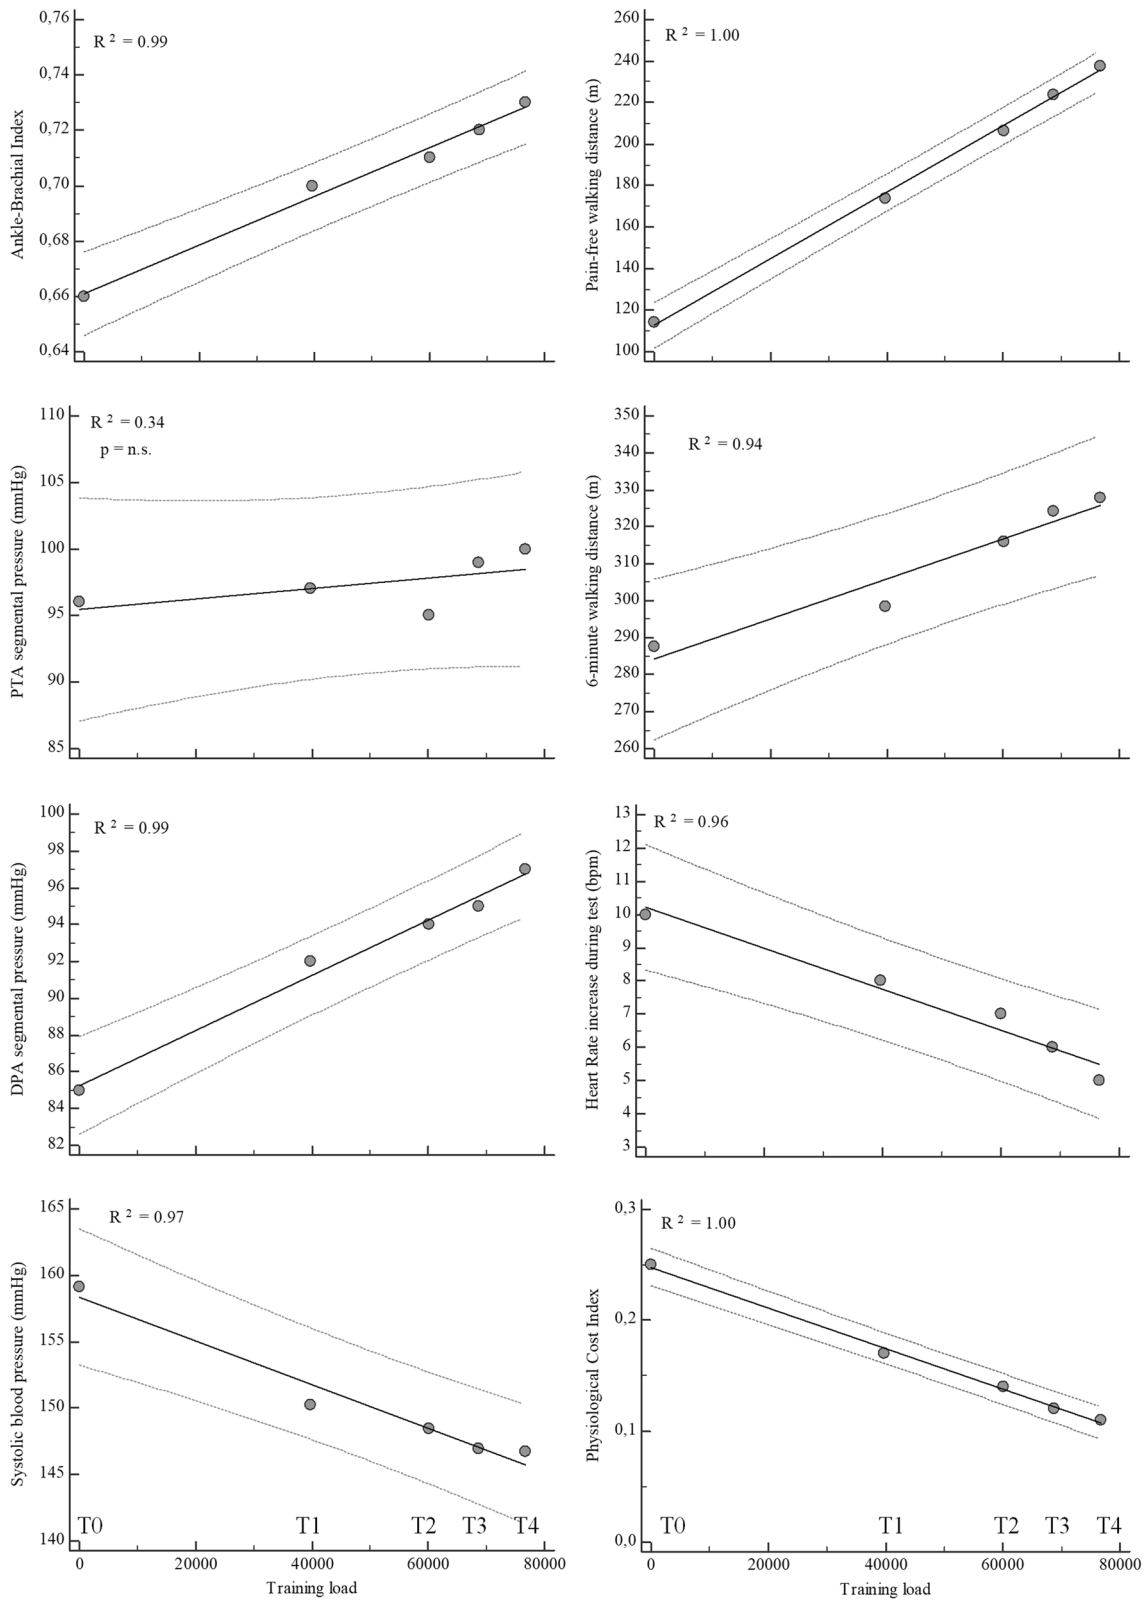 0,76
0,74
0,72
0,70
0,68
0,66
0,64
Ankle-Brachial Index
R 2 = 0.99
260
240
220
200
180
160
140
120
100
Pain-free walking distance (m)
R 2 = 1.00
110
105
100
95
90
85
PTA segmental pressure (mmHg)
R 2 = 0.34
p = n.s.
350
340
330
320
310
300
290
280
270
260
6-minute walking distance (m)
R 2 = 0.94
100
98
96
94
92
90
88
86
84
82
DPA segmental pressure (mmHg)
R 2 = 0.99
13
12
11
10
9
8
7
6
5
4
3
Heart Rate increase during test (bpm)
R 2 = 0.96
165
160
155
150
145
140
Systolic blood pressure (mmHg)
R 2 = 0.97
T0 T1 T2 T3 T4
0 20000 40000 60000 80000
Training load
0,3
0,2
0,1
0.0
Physiological Cost Index
R 2 = 1.00
T0 T1 T2 T3 T4
0 20000 40000 60000 80000
Training load